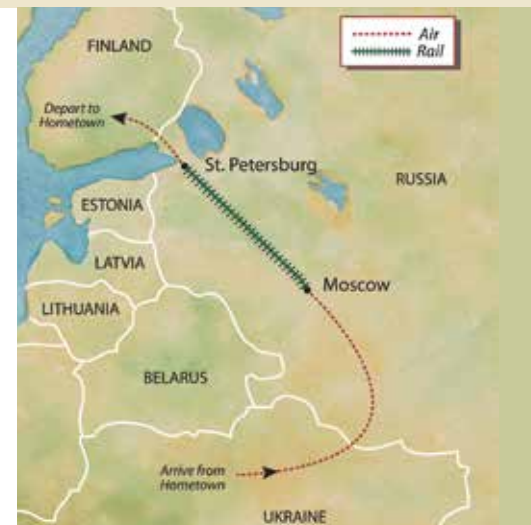 FINLAND
Air
Rail
Depart to
Hometown
St. Petersburg
RUSSIA
ESTONIA
LATVIA
Moscow
LITHUANIA
BELARUS
Arrive from
Hometown
UKRAINE